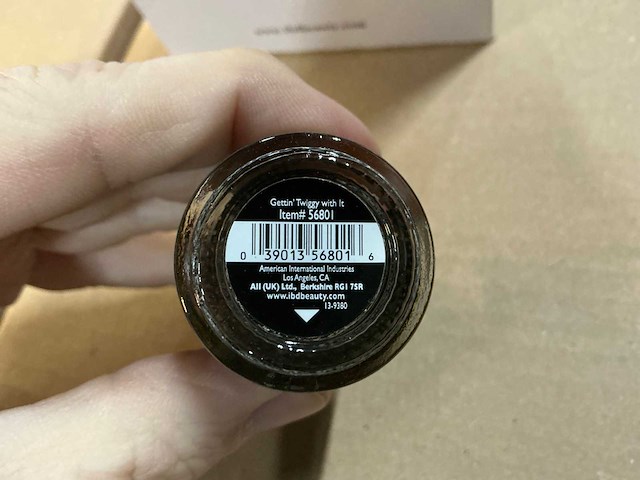 Gettin' Twiggy with It
Item# 56801
0 39013 56801 6
American International Industries
Los Angeles, CA
AII (UK) Ltd., Berkshire RG1 7SR
www.ibdbeauty.com
13-9380